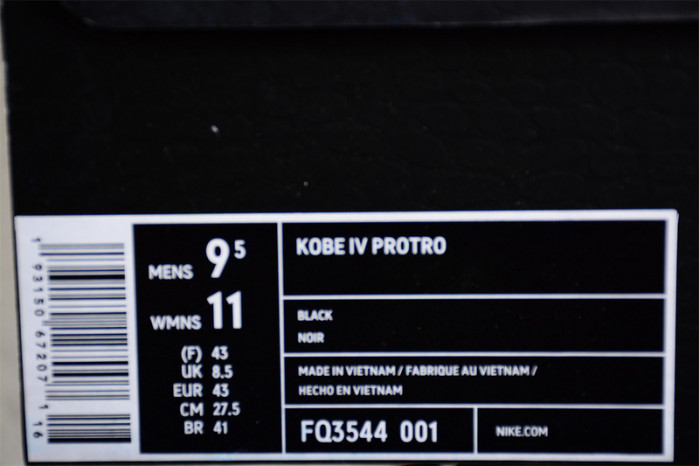 1 93150 67207 1 16
MENS 9 5
WMNS 11
(F) 43
UK 8.5
EUR 43
CM 27.5
BR 41
KOBE IV PROTRO
BLACK
NOIR
MADE IN VIETNAM / FABRIQUE AU VIETNAM /
HECHO EN VIETNAM
FQ3544 001
NIKE.COM